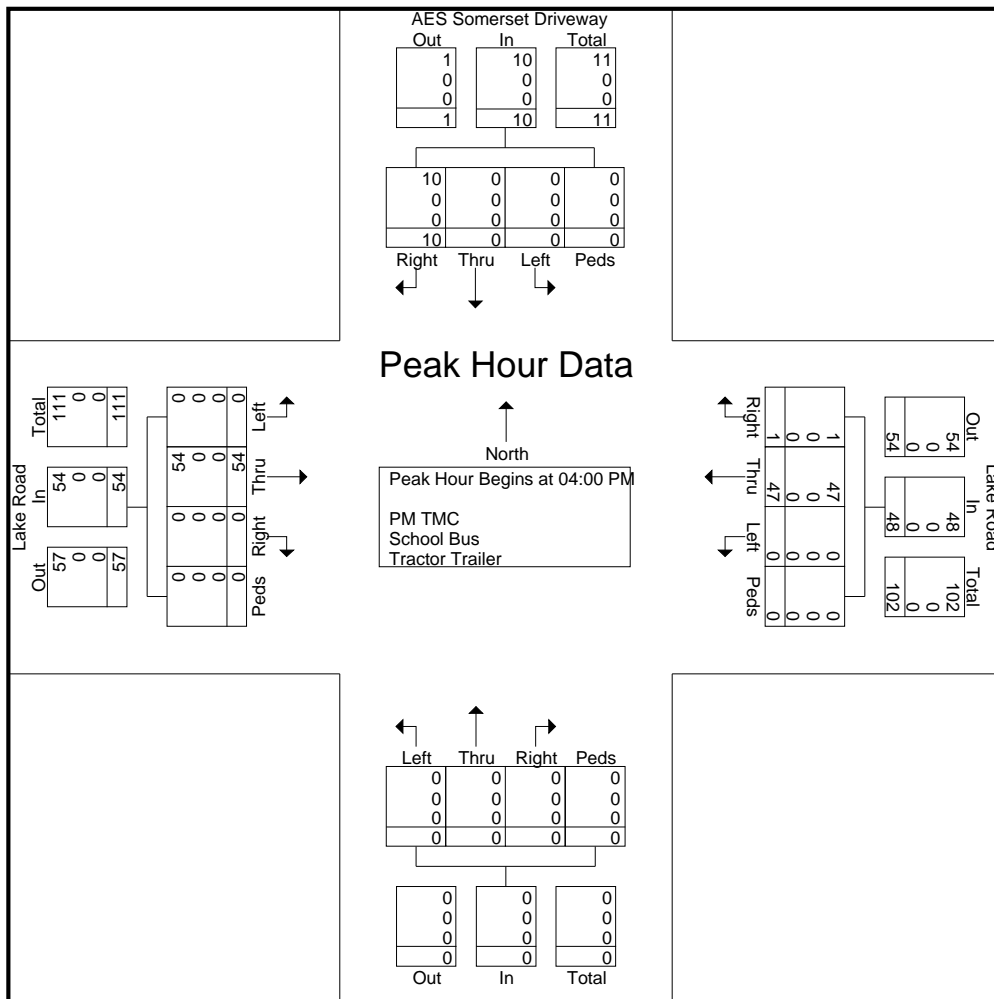 AES Somerset Driveway
Out In Total
1 10 11
0 0 0
0 0 0
1 10 11
10 0 0 0
0 0 0 0
0 0 0 0
10 0 0 0
Right Thru Left Peds
Peak Hour Data
North
Peak Hour Begins at 04:00 PM
PM TMC
School Bus
Tractor Trailer
Lake Road
Out In Total
57 54 111
0 0 0
0 0 0
57 54 111
Peds Right Thru Left
0 0 54 0
0 0 0 0
0 0 0 0
0 0 54 0
Lake Road
Out In Total
54 48 102
0 0 0
0 0 0
54 48 102
1 47 0 0
0 0 0 0
0 0 0 0
1 47 0 0
Right Thru Left Peds
Left Thru Right Peds
0 0 0 0
0 0 0 0
0 0 0 0
0 0 0 0
0 0 0
0 0 0
0 0 0
0 0 0
Out In Total